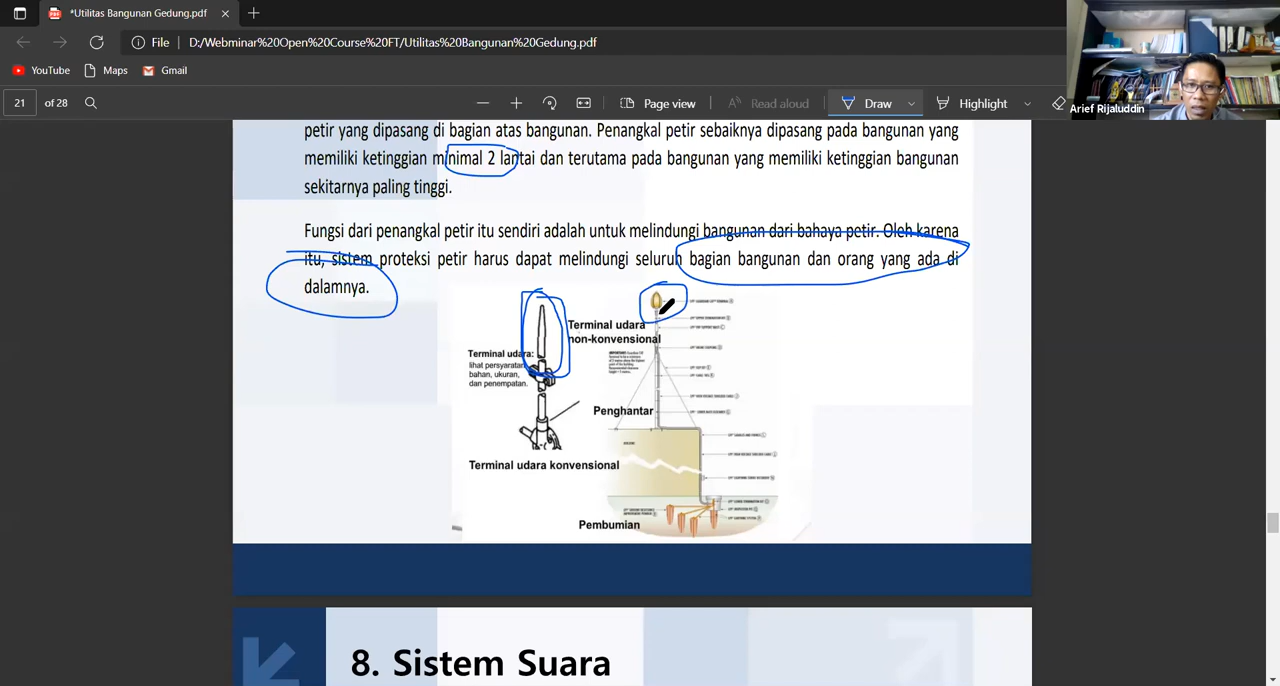 *Utilitas Bangunan Gedung.pdf
File
D:/Webminar%20Open%20Course%20FT/Utilitas%20Bangunan%20Gedung.pdf
YouTube
Maps
Gmail
21
of 28
Page view
Read aloud
Draw
Highlight
Arief Rijaluddin
petir yang dipasang di bagian atas bangunan. Penangkal petir sebaiknya dipasang pada bangunan yang
memiliki ketinggian minimal 2 lantai dan terutama pada bangunan yang memiliki ketinggian bangunan
sekitarnya paling tinggi.
Fungsi dari penangkal petir itu sendiri adalah untuk melindungi bangunan dari bahaya petir. Oleh karena
itu, sistem proteksi petir harus dapat melindungi seluruh bagian bangunan dan orang yang ada di
dalamnya.
Terminal udara
non-konvensional
Terminal udara:
lihat persyaratan
bahan, ukuran,
dan penempatan.
Penghantar
Terminal udara konvensional
Pembumian
8. Sistem Suara